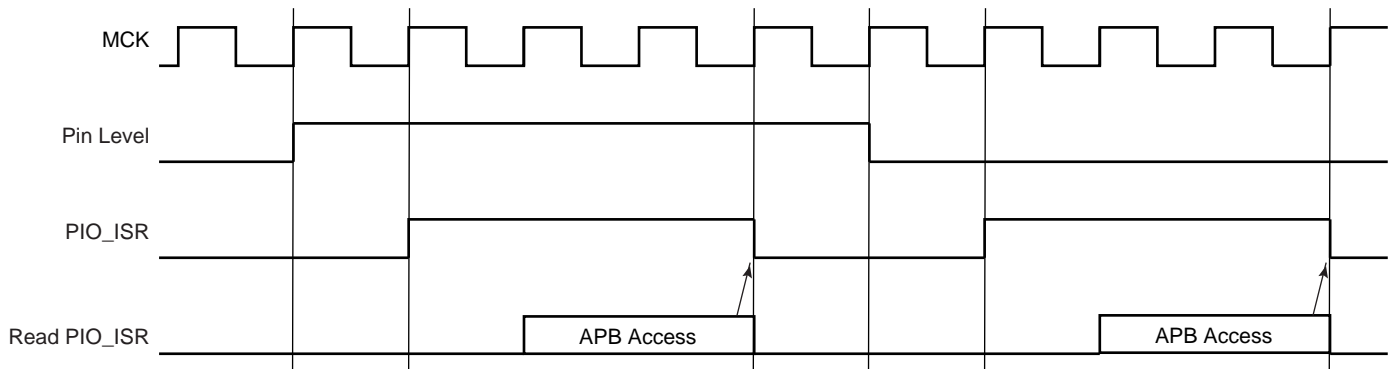 MCK
Pin Level
PIO_ISR
Read PIO_ISR
APB Access
APB Access